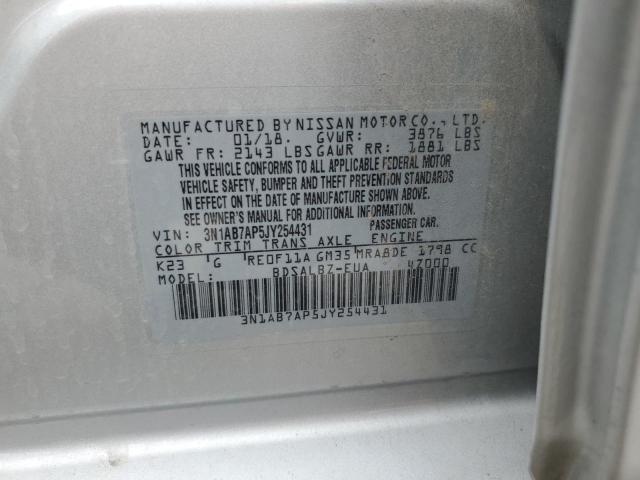 MANUFACTURED BY NISSAN MOTOR CO., LTD.
DATE: 01/18. GVWR: 3876 LBS
GAWR FR: 2143 LBS GAWR RR: 1881 LBS
THIS VEHICLE CONFORMS TO ALL APPLICABLE FEDERAL MOTOR
VEHICLE SAFETY, BUMPER AND THEFT PREVENTION STANDARDS
IN EFFECT ON THE DATE OF MANUFACTURE SHOWN ABOVE.
SEE OWNER'S MANUAL FOR ADDITIONAL INFORMATION.
VIN: 3N1AB7AP5JY254431 PASSENGER CAR.
COLOR TRIM TRANS AXLE ENGINE
K23 'G RE0F11A GM35 MRA8DE 1798 CC
MODEL: BDSALBZ-EUA 47000
3N1AB7AP5JY254431